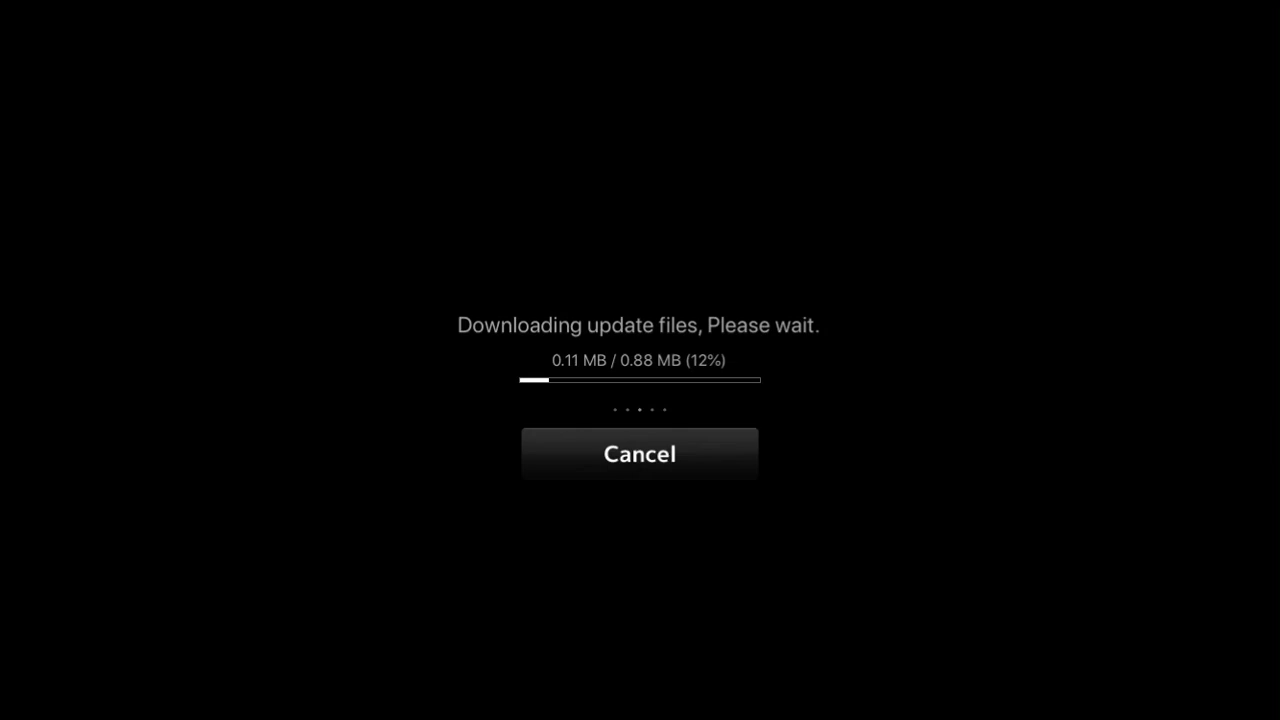 Downloading update files, Please wait.
0.11 MB / 0.88 MB (12%)
Cancel